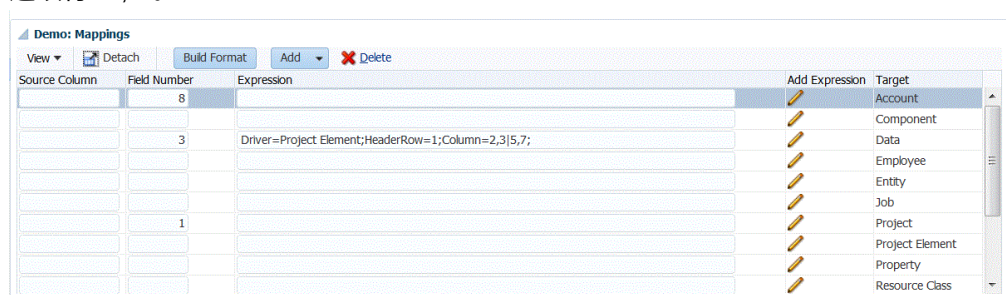 Demo: Mappings
View Detach Build Format Add Delete
Source Column Field Number Expression Add Expression Target
8 Account
Component
3 Driver=Project Element;HeaderRow=1;Column=2,3|5,7; Data
Employee
Entity
Job
1 Project
Project Element
Property
Resource Class